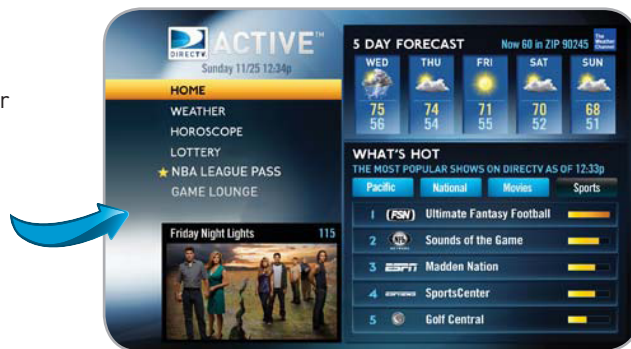 r
DIRECTV ACTIVE™
Sunday 11/25 12:34p
HOME
WEATHER
HOROSCOPE
LOTTERY
NBA LEAGUE PASS
GAME LOUNGE
Friday Night Lights 115
5 DAY FORECAST Now 60 in ZIP 90245 The Weather Channel
WED THU FRI SAT SUN
75 74 71 70 68
56 54 55 52 51
WHAT'S HOT
THE MOST POPULAR SHOWS ON DIRECTV AS OF 12:33p
Pacific National Movies Sports
1 FSN Ultimate Fantasy Football
2 NFL Sounds of the Game
3 ESPN Madden Nation
4 ESPNEWS SportsCenter
5 Golf Central